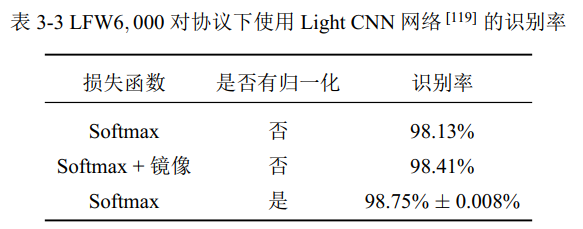 表 3-3 LFW6,000 对协议下使用 Light CNN 网络[119] 的识别率
损失函数 是否有归一化 识别率
Softmax 否 98.13%
Softmax + 镜像 否 98.41%
Softmax 是 98.75% ± 0.008%